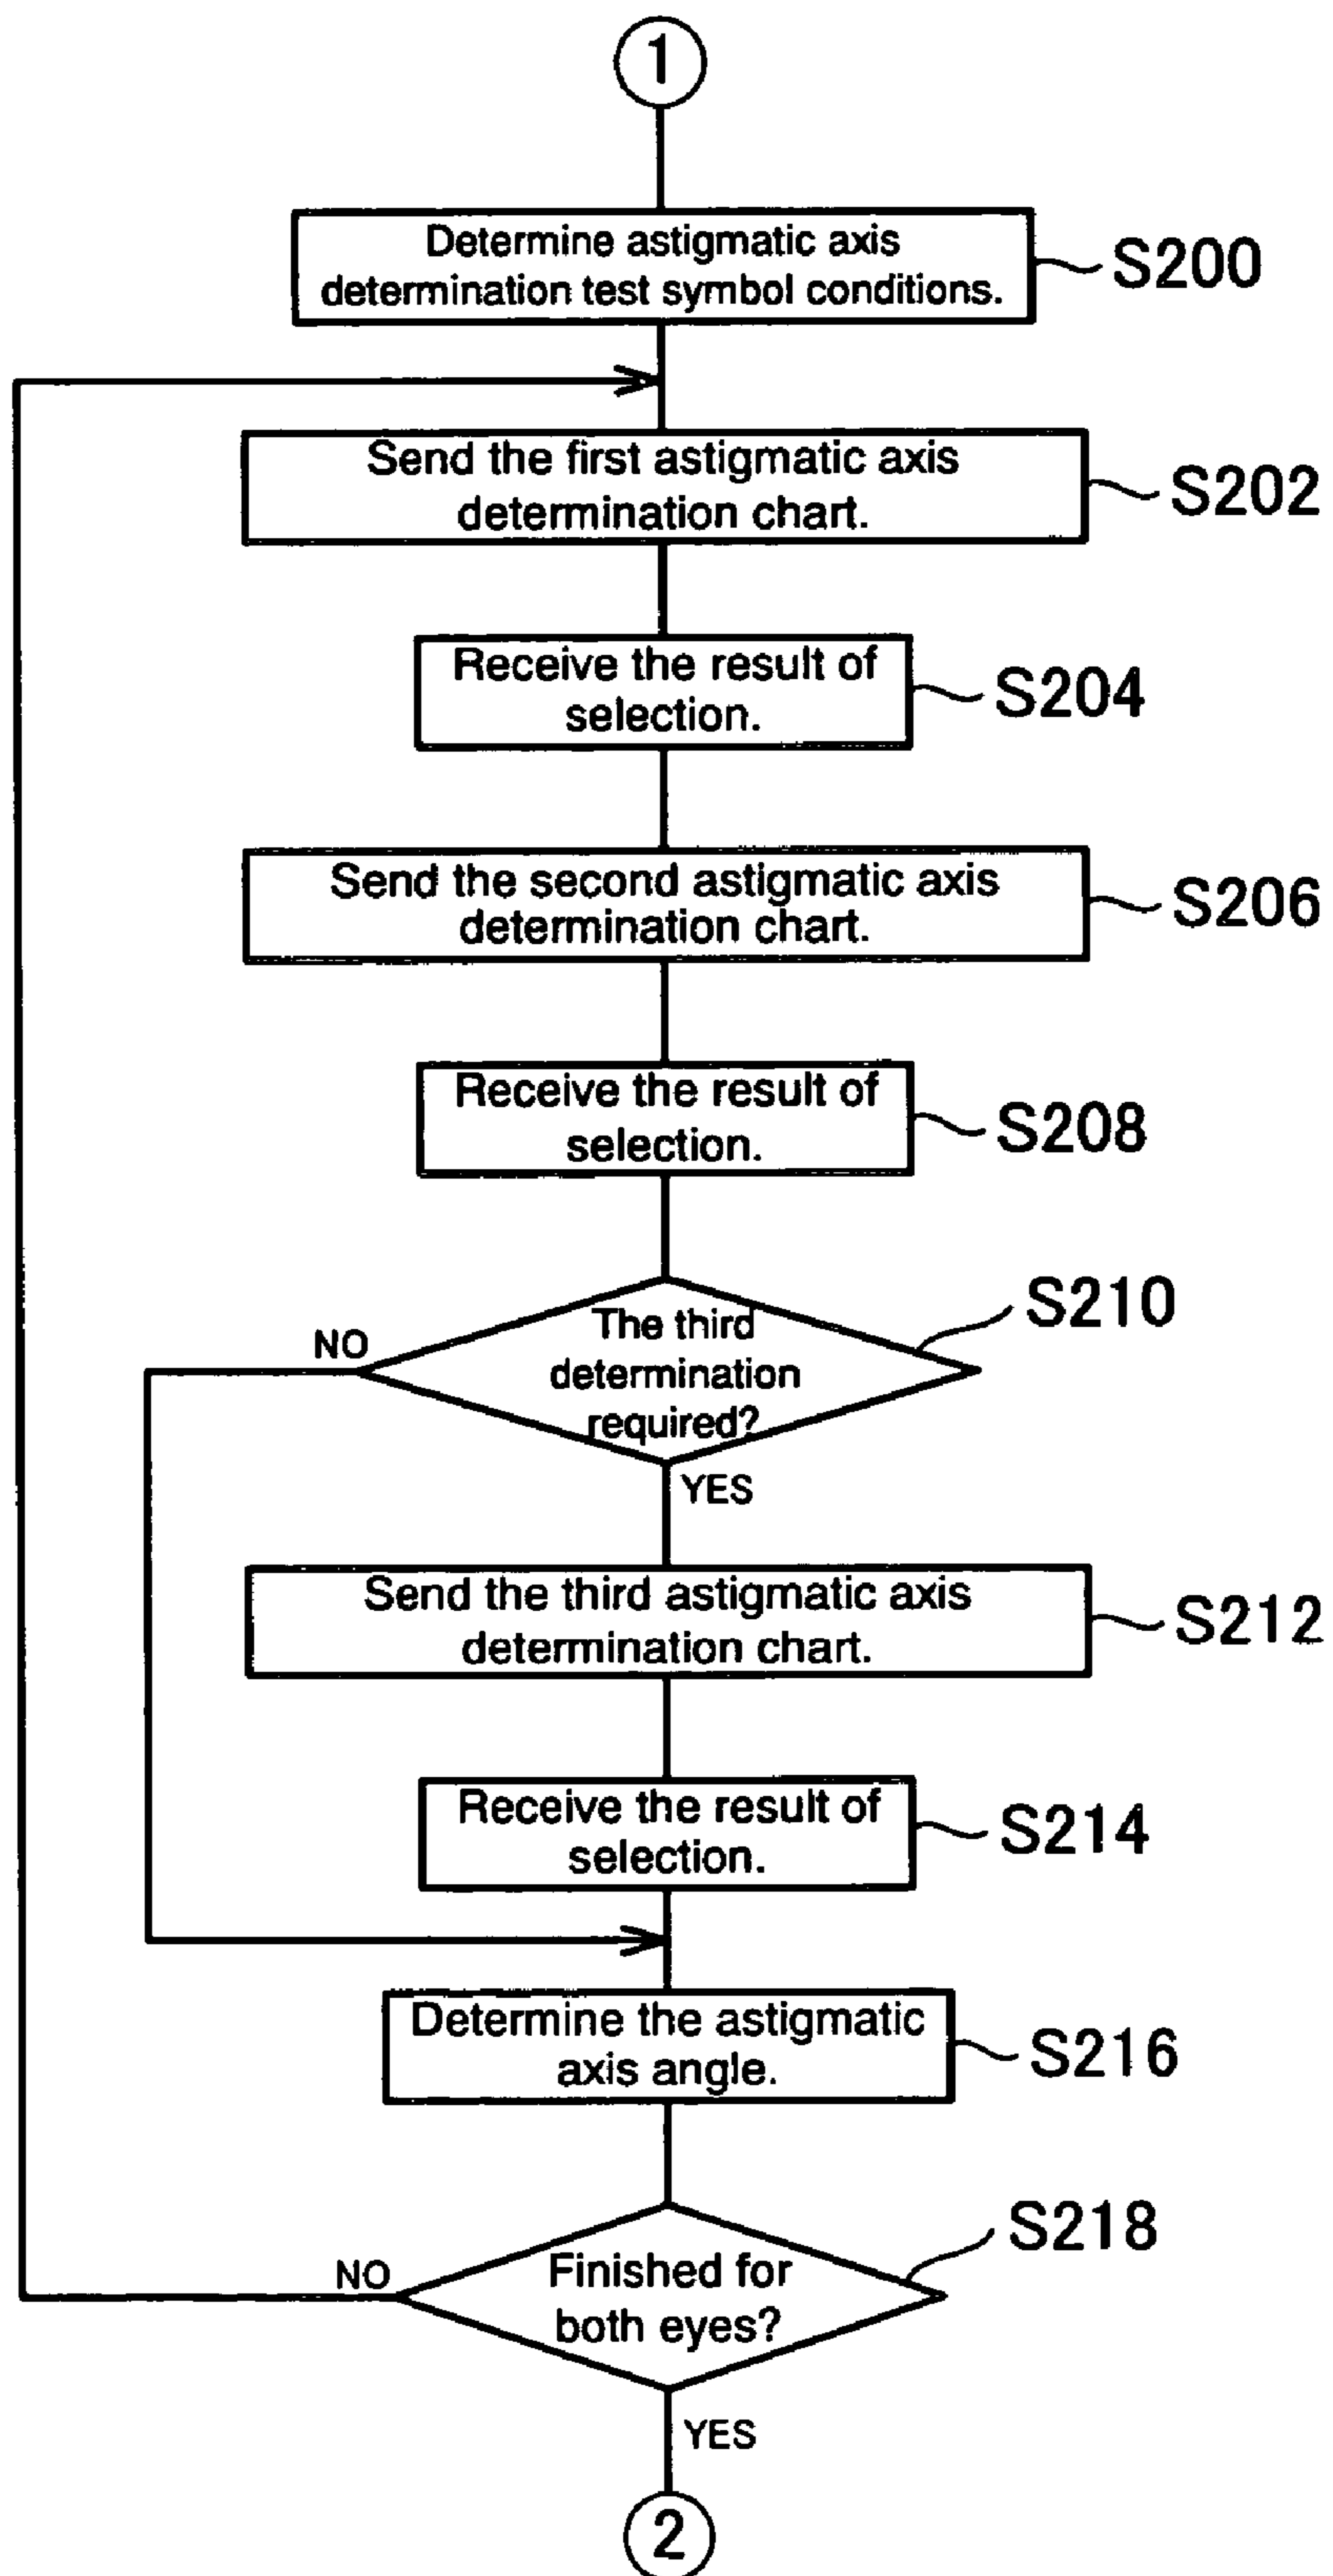 1
Determine astigmatic axis
determination test symbol conditions.
S200
Send the first astigmatic axis
determination chart.
S202
Receive the result of
selection.
S204
Send the second astigmatic axis
determination chart.
S206
Receive the result of
selection.
S208
S210
NO
The third
determination
required?
YES
Send the third astigmatic axis
determination chart.
S212
Receive the result of
selection.
S214
Determine the astigmatic
axis angle.
S216
S218
NO
Finished for
both eyes?
YES
2